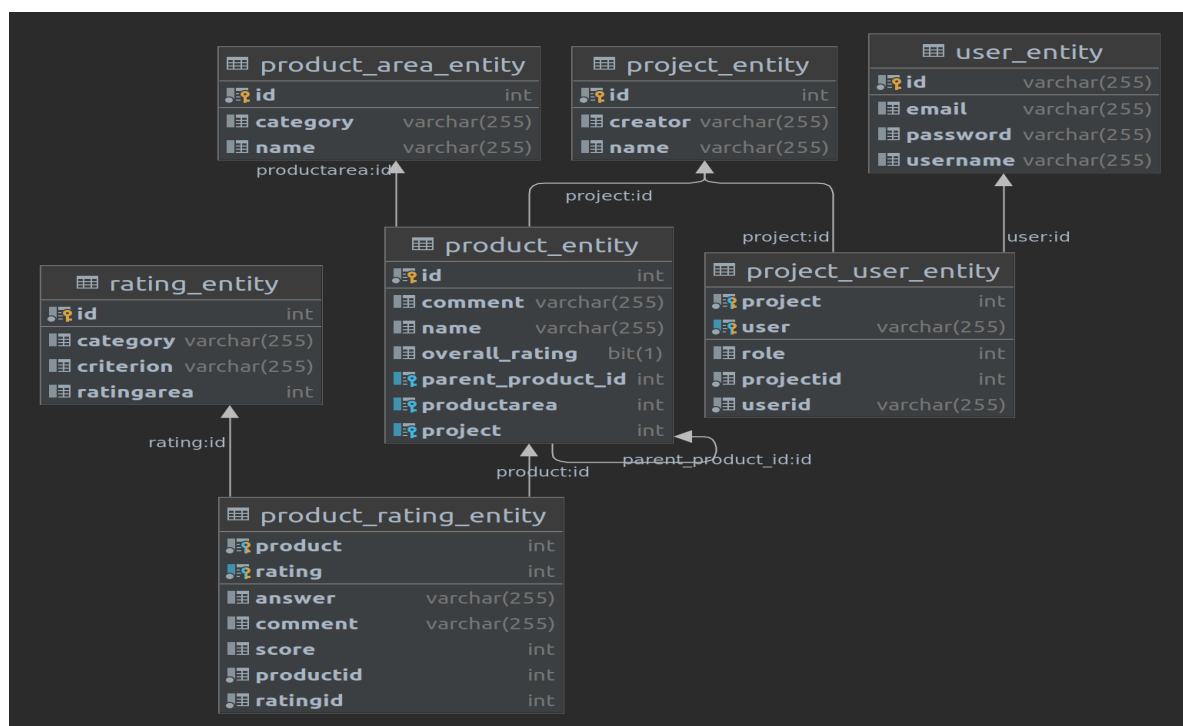 product_area_entity
id int
category varchar(255)
name varchar(255)
project_entity
id int
creator varchar(255)
name varchar(255)
user_entity
id varchar(255)
email varchar(255)
password varchar(255)
username varchar(255)
productarea:id
project:id
project:id
user:id
rating_entity
id int
category varchar(255)
criterion varchar(255)
ratingarea int
product_entity
id int
comment varchar(255)
name varchar(255)
overall_rating bit(1)
parent_product_id int
productarea int
project int
project_user_entity
project int
user varchar(255)
role int
projectid int
userid varchar(255)
rating:id
product:id
parent_product_id:id
product_rating_entity
product int
rating int
answer varchar(255)
comment varchar(255)
score int
productid int
ratingid int